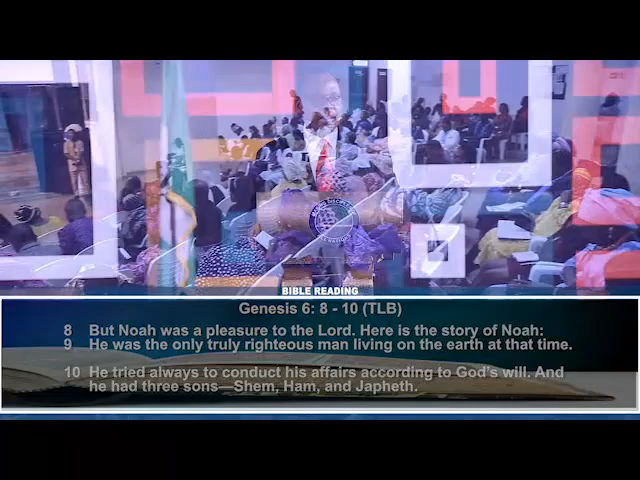 BIBLE READING
Genesis 6: 8 - 10 (TLB)
8 But Noah was a pleasure to the Lord. Here is the story of Noah:
9 He was the only truly righteous man living on the earth at that time.
10 He tried always to conduct his affairs according to God's will. And
he had three sons—Shem, Ham, and Japheth.